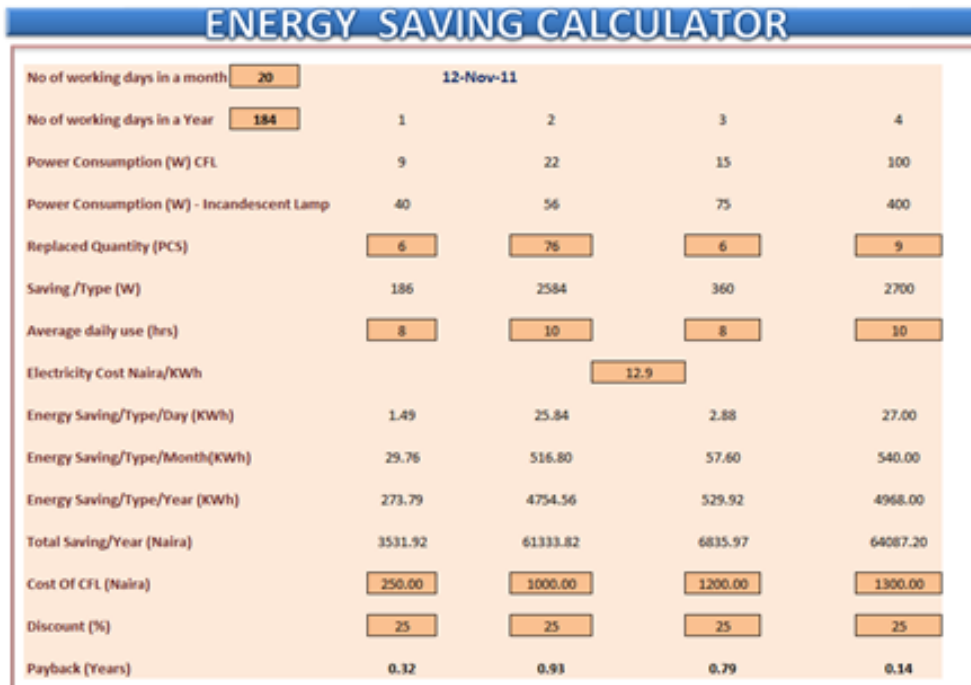 ENERGY SAVING CALCULATOR
No of working days in a month 20 12-Nov-11
No of working days in a Year 184 1 2 3 4
Power Consumption (W) CFL 9 22 15 100
Power Consumption (W) - Incandescent Lamp 40 56 75 400
Replaced Quantity (PCS) 6 76 6 9
Saving /Type (W) 186 2584 360 2700
Average daily use (hrs) 8 10 8 10
Electricity Cost Naira/KWh 12.9
Energy Saving/Type/Day (KWh) 1.49 25.84 2.88 27.00
Energy Saving/Type/Month(KWh) 29.76 516.80 57.60 540.00
Energy Saving/Type/Year (KWh) 273.79 4754.56 529.92 4968.00
Total Saving/Year (Naira) 3531.92 61333.82 6835.97 64087.20
Cost Of CFL (Naira) 250.00 1000.00 1200.00 1300.00
Discount (%) 25 25 25 25
Payback (Years) 0.32 0.93 0.79 0.14